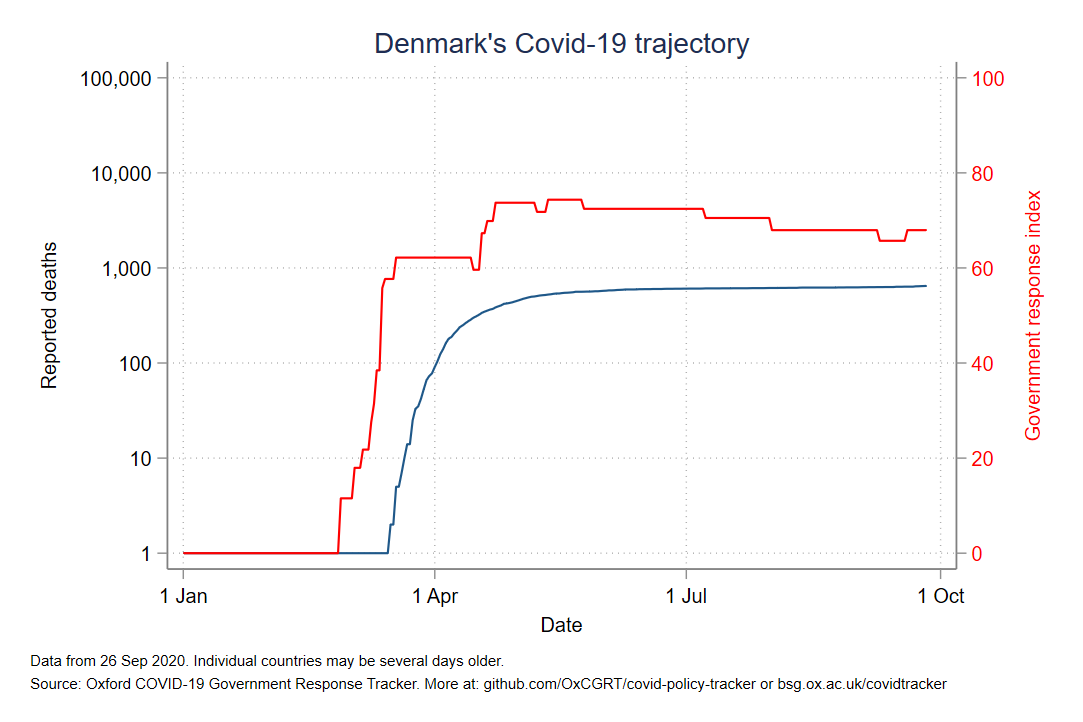 Denmark's Covid-19 trajectory
100,000
10,000
1,000
100
10
1
Reported deaths
100
80
60
40
20
0
Government response index
1 Jan
1 Apr
1 Jul
1 Oct
Date
Data from 26 Sep 2020. Individual countries may be several days older.
Source: Oxford COVID-19 Government Response Tracker. More at: github.com/OxCGRT/covid-policy-tracker or bsg.ox.ac.uk/covidtracker